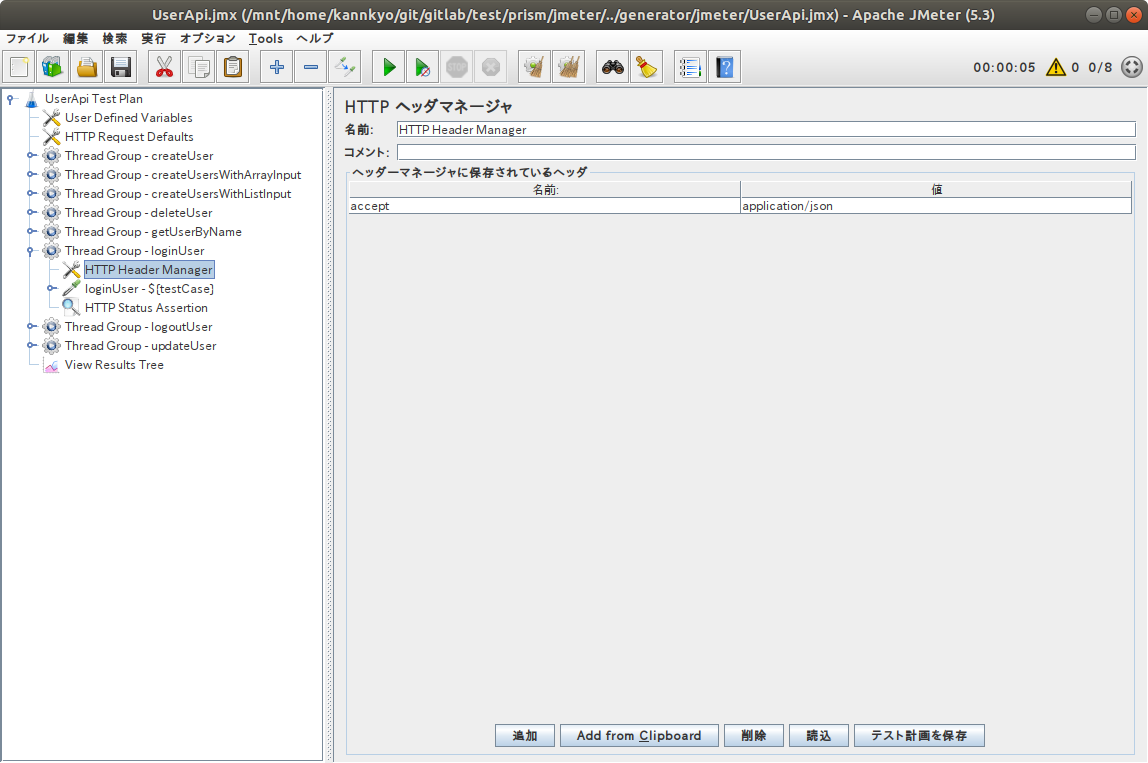 UserApi.jmx (/mnt/home/kannkyo/git/gitlab/test/prism/jmeter/../generator/jmeter/UserApi.jmx) - Apache JMeter (5.3)
ファイル 編集 検索 実行 オプション Tools ヘルプ
STOP
00:00:05 0 0/8
UserApi Test Plan
User Defined Variables
HTTP Request Defaults
Thread Group - createUser
Thread Group - createUsersWithArrayInput
Thread Group - createUsersWithListInput
Thread Group - deleteUser
Thread Group - getUserByName
Thread Group - loginUser
HTTP Header Manager
loginUser - ${testCase}
HTTP Status Assertion
Thread Group - logoutUser
Thread Group - updateUser
View Results Tree
HTTP ヘッダマネージャ
名前: HTTP Header Manager
コメント:
ヘッダーマネージャに保存されているヘッダ
名前: 値
accept application/json
追加 Add from Clipboard 削除 読込 テスト計画を保存